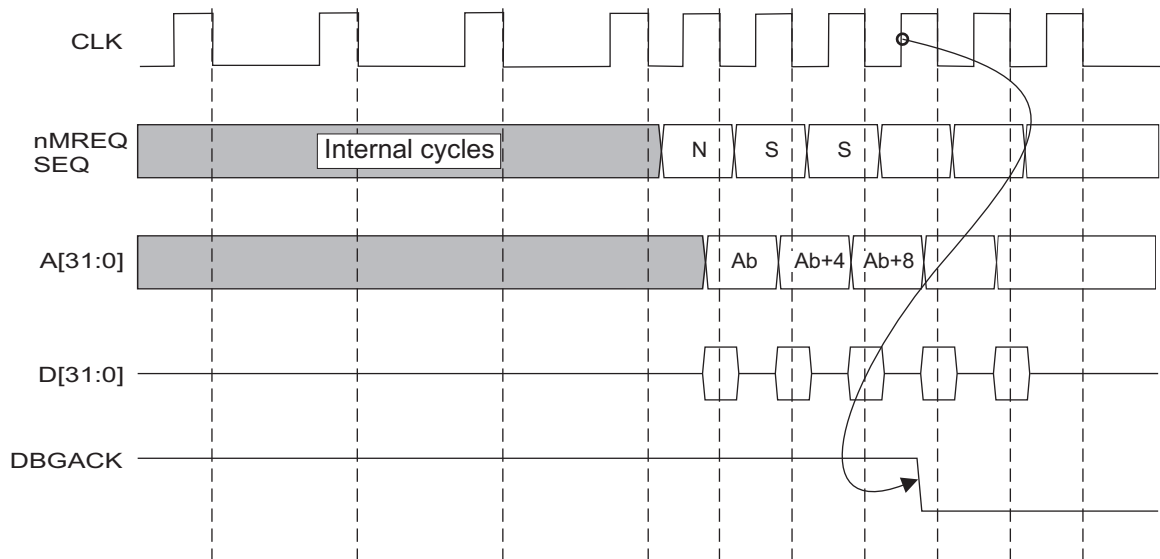 CLK
nMREQ
SEQ
Internal cycles
N
S
S
A[31:0]
Ab
Ab+4
Ab+8
D[31:0]
DBGACK